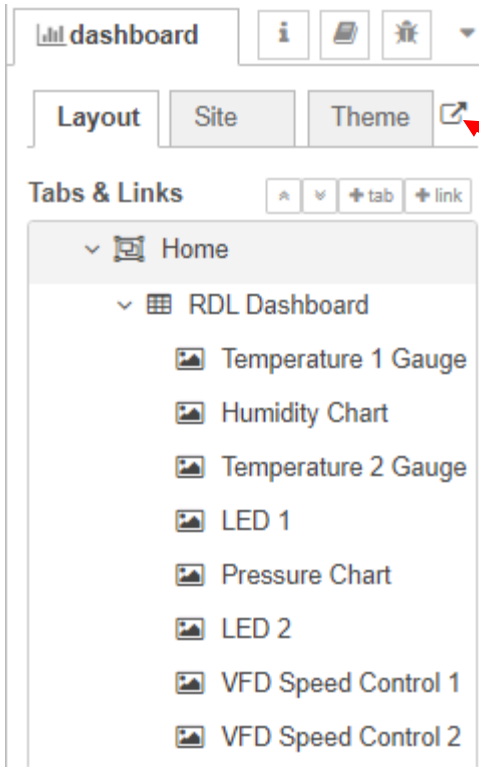 dashboard i
Layout Site Theme
Tabs & Links + tab + link
Home
RDL Dashboard
Temperature 1 Gauge
Humidity Chart
Temperature 2 Gauge
LED 1
Pressure Chart
LED 2
VFD Speed Control 1
VFD Speed Control 2